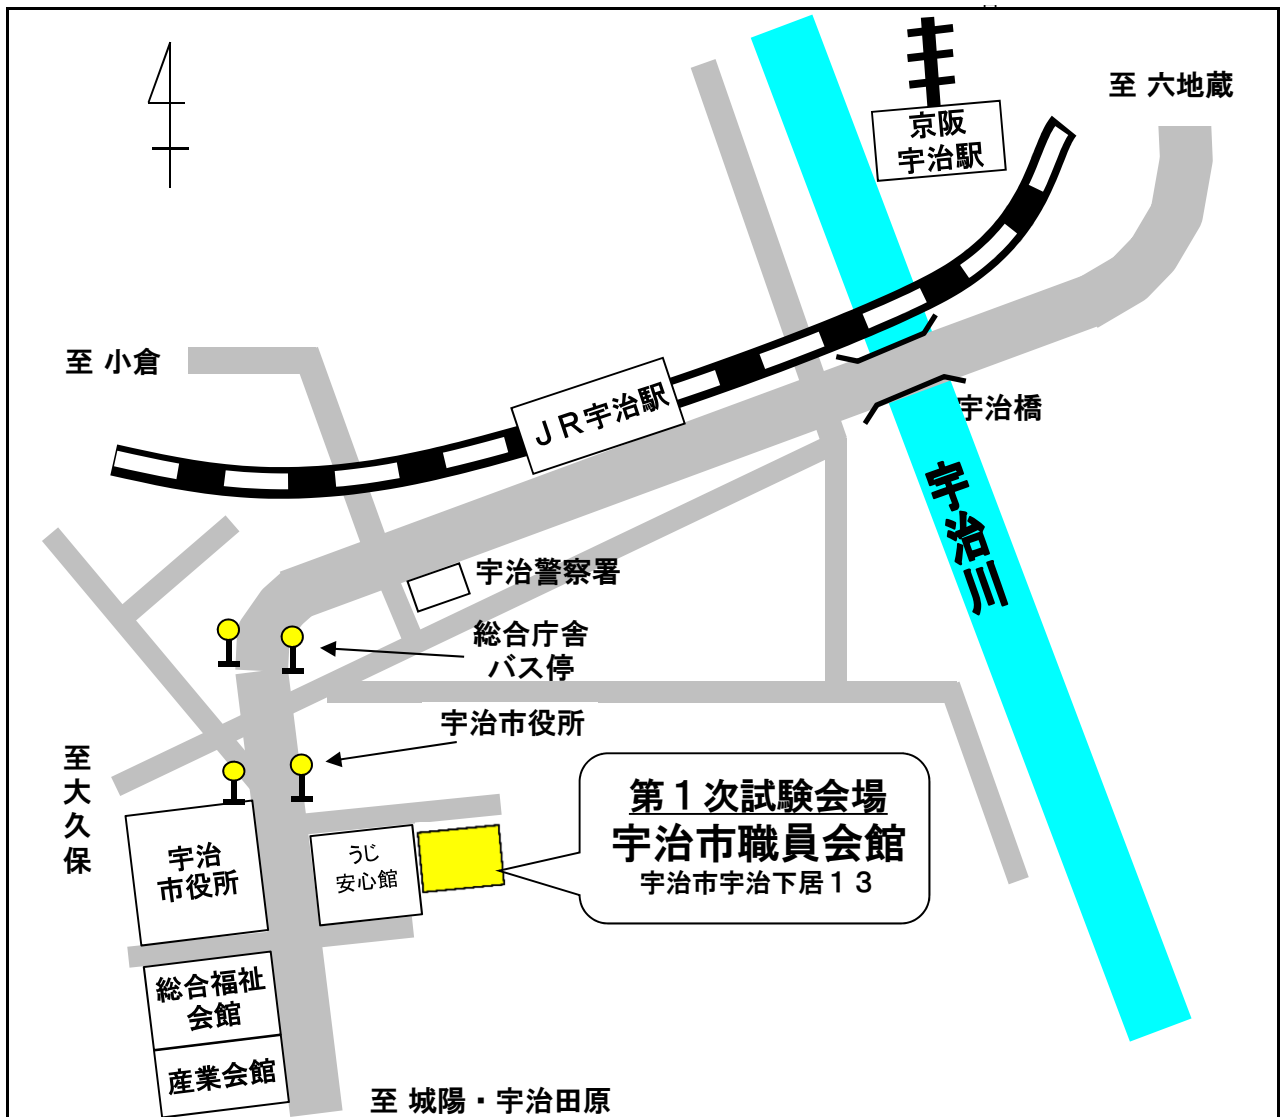 京阪
宇治駅
至 六地蔵
至 小倉
ＪＲ宇治駅
宇治橋
宇治川
宇治警察署
総合庁舎
バス停
宇治市役所
至大久保
第１次試験会場
宇治市職員会館
宇治市宇治下居１３
宇治
市役所
うじ
安心館
総合福祉
会館
産業会館
至 城陽・宇治田原